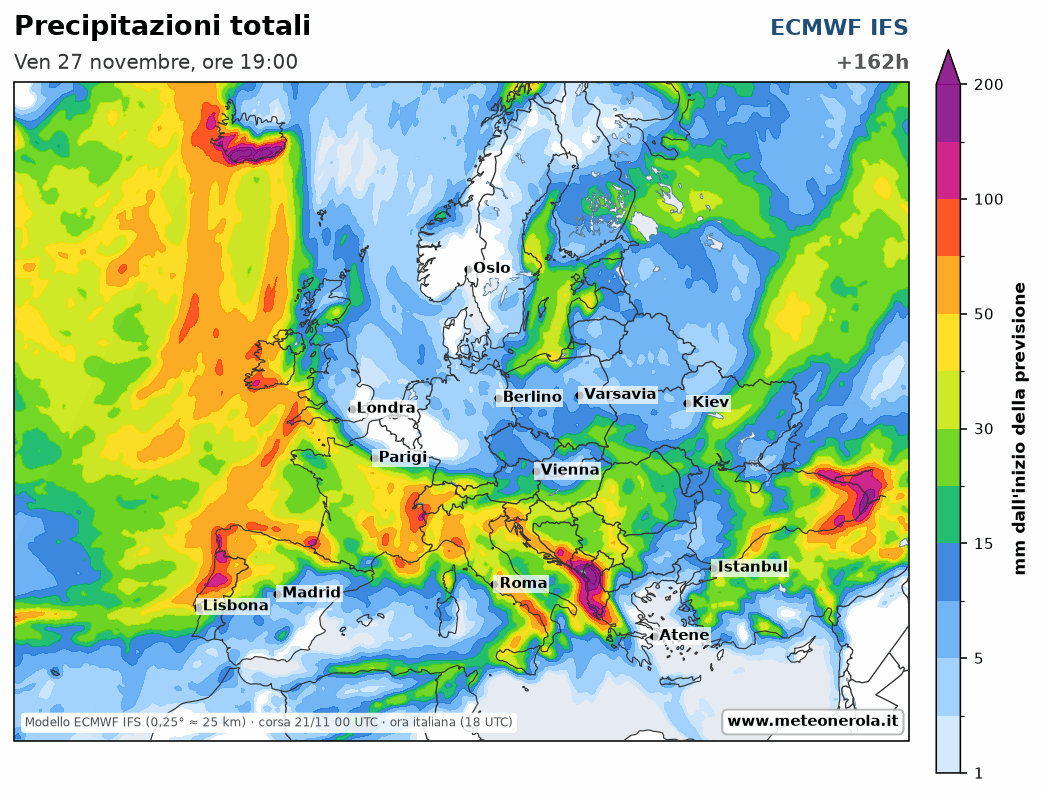 Precipitazioni totali
ECMWF IFS
Ven 27 novembre, ore 19:00
+162h
200
100
50
30
15
5
1
mm dall'inizio della previsione
Oslo
Berlino
Varsavia
Kiev
Londra
Parigi
Vienna
Istanbul
Roma
Madrid
Lisbona
Atene
Modello ECMWF IFS (0,25° ≈ 25 km) · corsa 21/11 00 UTC · ora italiana (18 UTC)
www.meteonerola.it